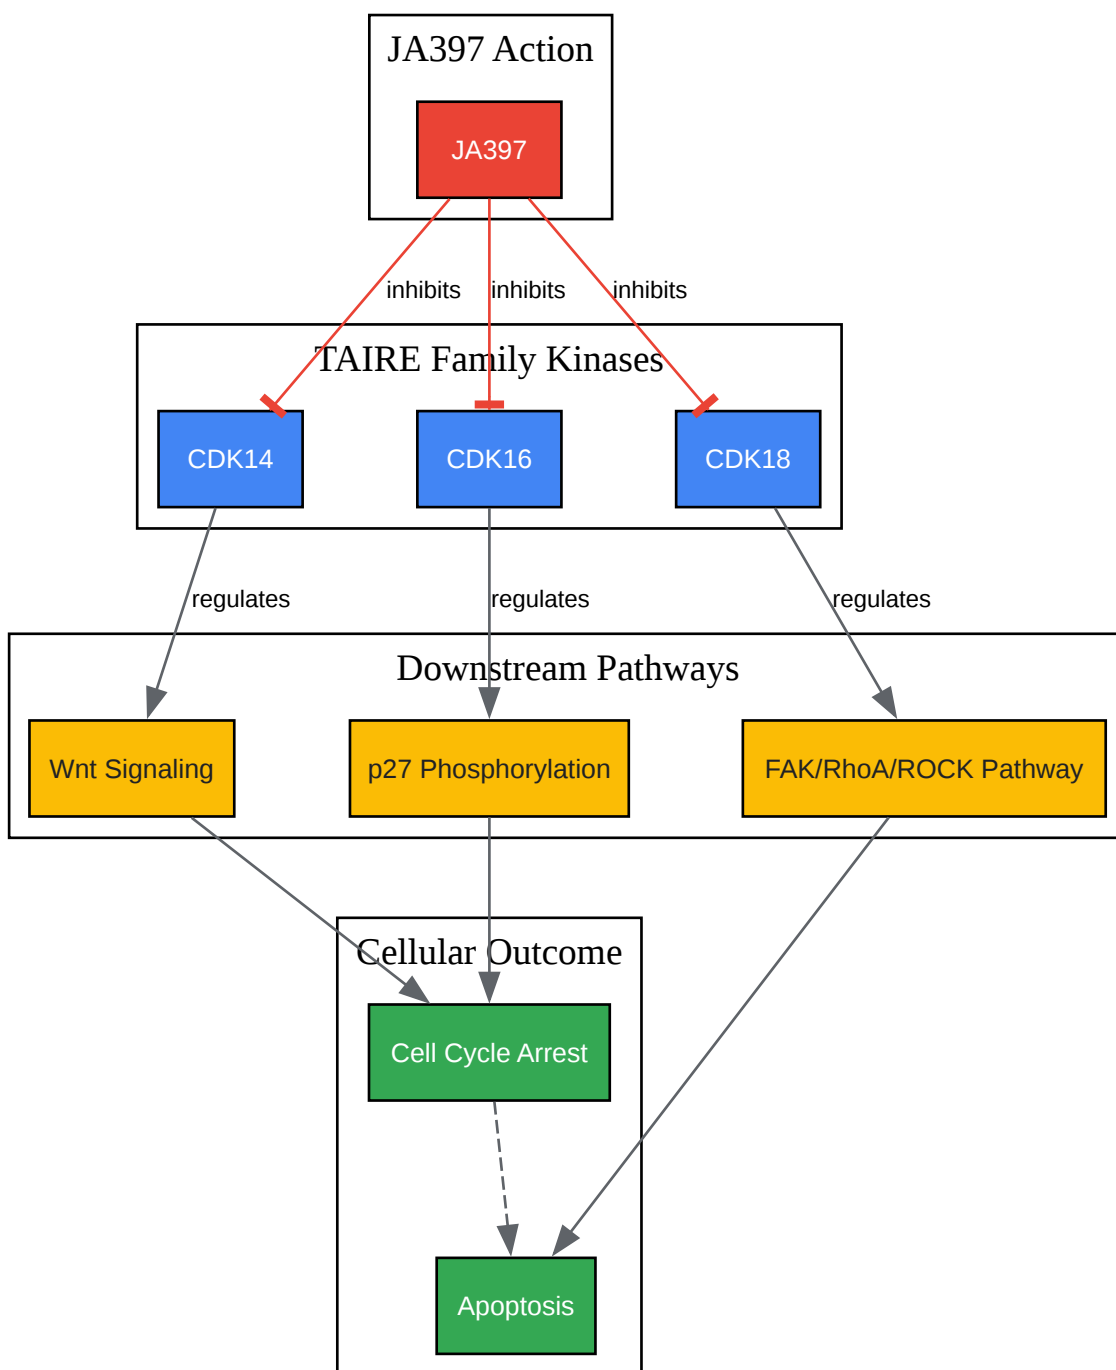 JA397 Action
JA397
inhibits
inhibits
inhibits
TAIRE Family Kinases
CDK14
CDK16
CDK18
regulates
regulates
regulates
Downstream Pathways
Wnt Signaling
p27 Phosphorylation
FAK/RhoA/ROCK Pathway
Cellular Outcome
Cell Cycle Arrest
Apoptosis